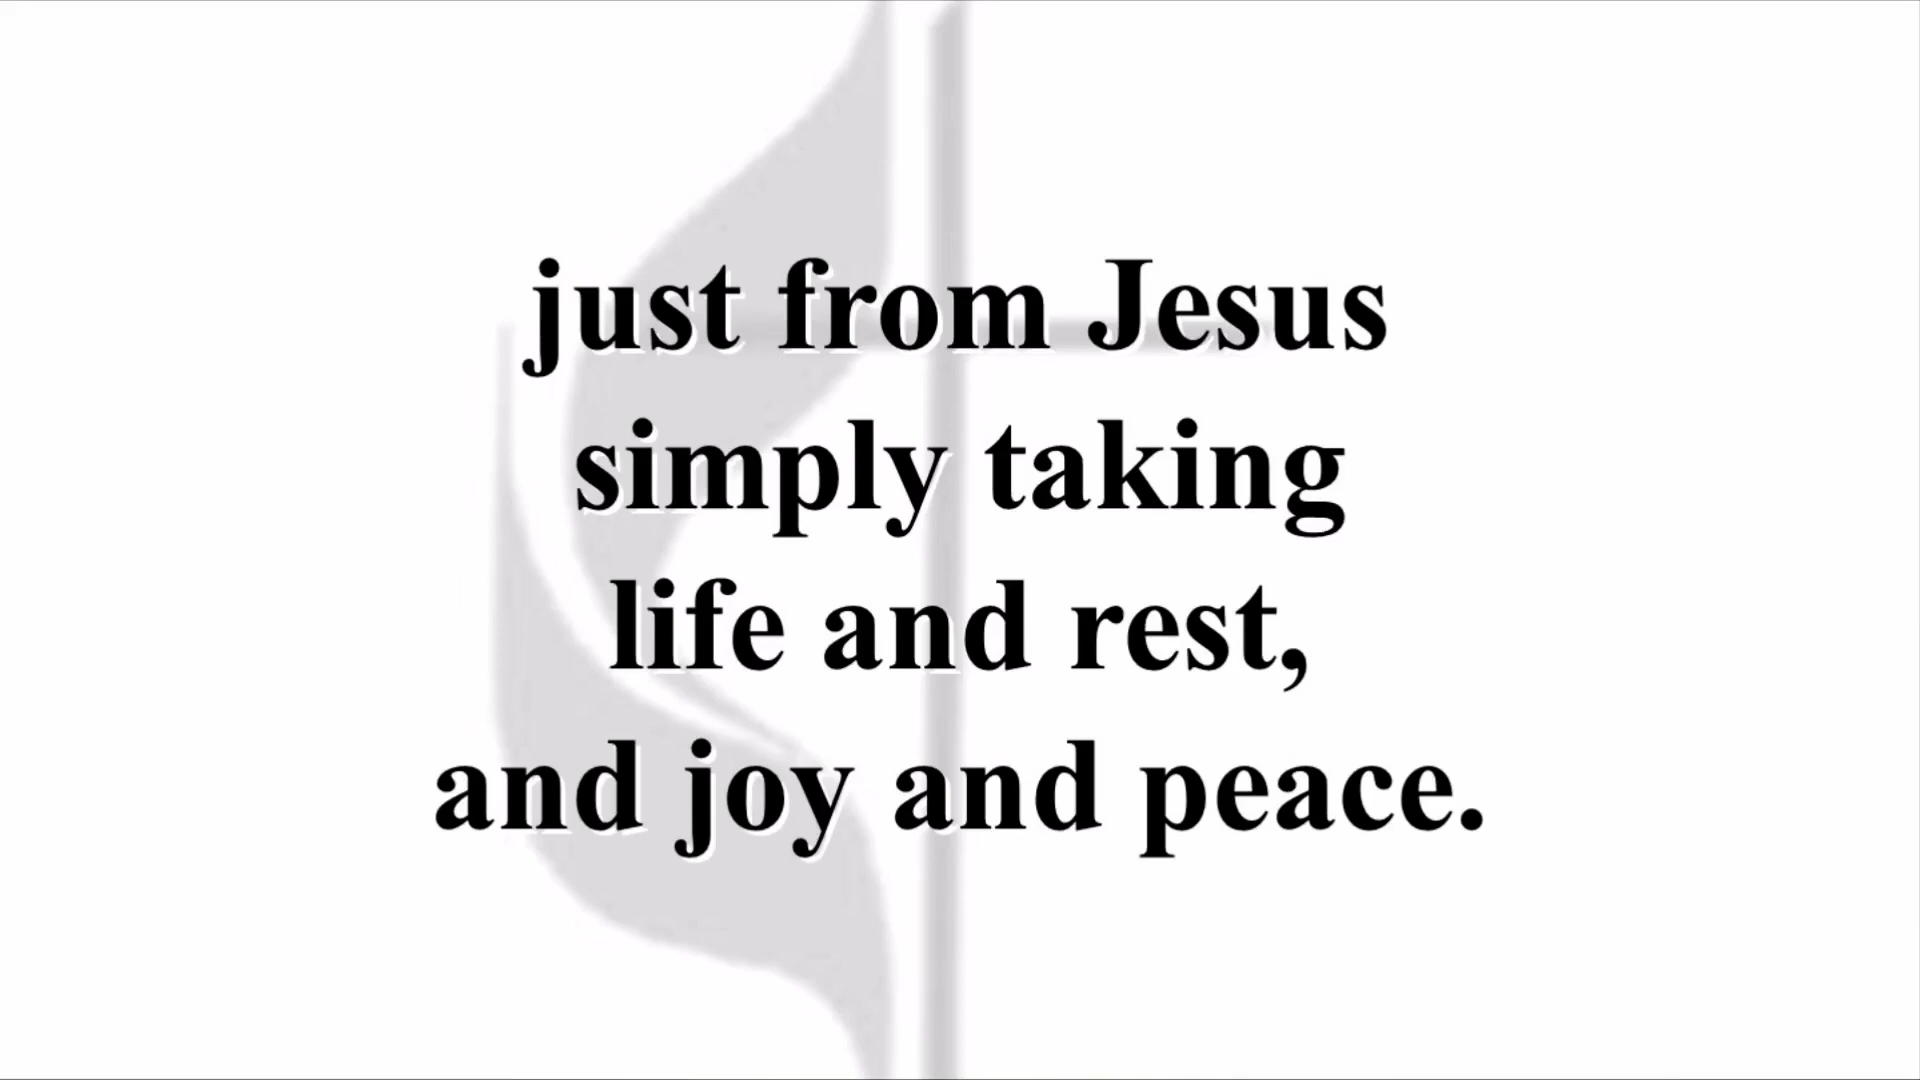 just from Jesus
simply taking
life and rest,
and joy and peace.